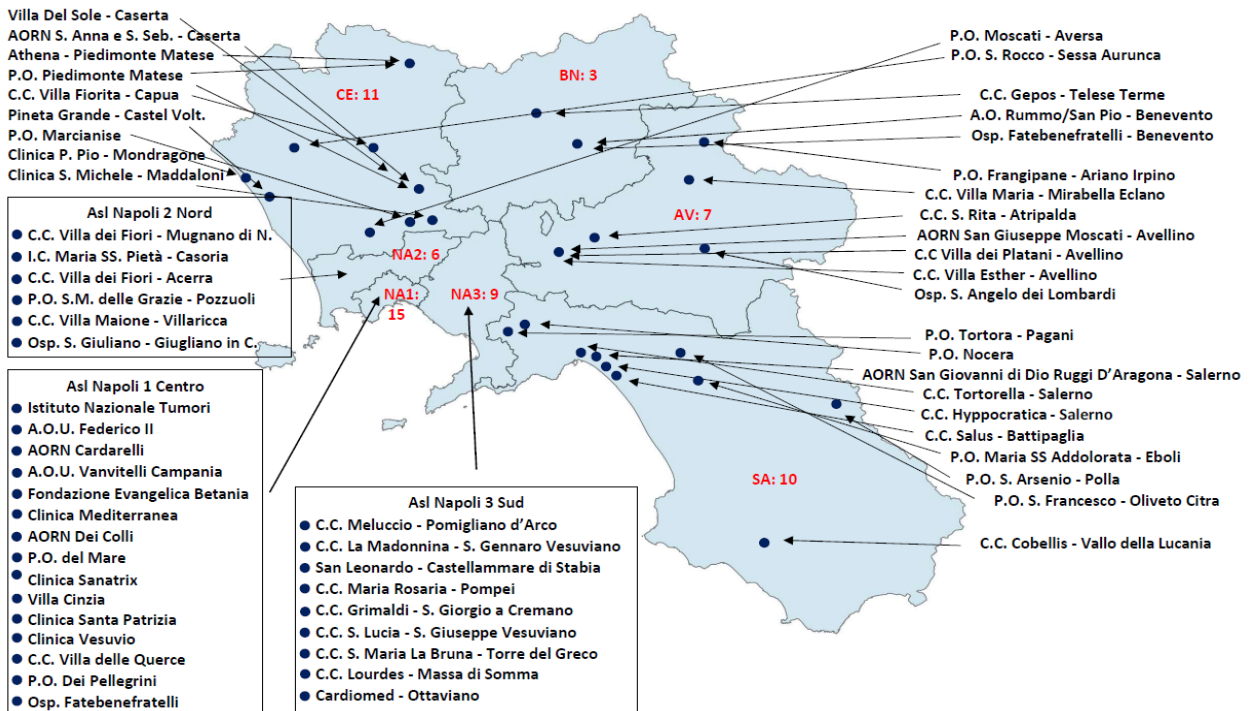 Villa Del Sole - Caserta
AORN S. Anna e S. Seb. - Caserta
Athena - Piedimonte Matese
P.O. Piedimonte Matese
C.C. Villa Fiorita - Capua
Pineta Grande - Castel Volt.
P.O. Marcianise
Clinica P. Pio - Mondragone
Clinica S. Michele - Maddaloni
Asl Napoli 2 Nord
C.C. Villa dei Fiori - Mugnano di N.
I.C. Maria SS. Pietà - Casoria
C.C. Villa dei Fiori - Acerra
P.O. S.M. delle Grazie - Pozzuoli
C.C. Villa Maione - Villaricca
Osp. S. Giuliano - Giugliano in C.
Asl Napoli 1 Centro
Istituto Nazionale Tumori
A.O.U. Federico II
AORN Cardarelli
A.O.U. Vanvitelli Campania
Fondazione Evangelica Betania
Clinica Mediterranea
AORN Dei Colli
P.O. del Mare
Clinica Sanatrix
Villa Cinzia
Clinica Santa Patrizia
Clinica Vesuvio
C.C. Villa delle Querce
P.O. Dei Pellegrini
Osp. Fatebenefratelli
Asl Napoli 3 Sud
C.C. Meluccio - Pomigliano d'Arco
C.C. La Madonnina - S. Gennaro Vesuviano
San Leonardo - Castellammare di Stabia
C.C. Maria Rosaria - Pompei
C.C. Grimaldi - S. Giorgio a Cremano
C.C. S. Lucia - S. Giuseppe Vesuviano
C.C. S. Maria La Bruna - Torre del Greco
C.C. Lourdes - Massa di Somma
Cardiomed - Ottaviano
CE: 11
BN: 3
AV: 7
NA2: 6
NA1:
15
NA3: 9
SA: 10
P.O. Moscati - Aversa
P.O. S. Rocco - Sessa Aurunca
C.C. Gepos - Telese Terme
A.O. Rummo/San Pio - Benevento
Osp. Fatebenefratelli - Benevento
P.O. Frangipane - Ariano Irpino
C.C. Villa Maria - Mirabella Eclano
C.C. S. Rita - Atripalda
AORN San Giuseppe Moscati - Avellino
C.C Villa dei Platani - Avellino
C.C. Villa Esther - Avellino
Osp. S. Angelo dei Lombardi
P.O. Tortora - Pagani
P.O. Nocera
AORN San Giovanni di Dio Ruggi D'Aragona - Salerno
C.C. Tortorella - Salerno
C.C. Hyppocratica - Salerno
C.C. Salus - Battipaglia
P.O. Maria SS Addolorata - Eboli
P.O. S. Arsenio - Polla
P.O. S. Francesco - Oliveto Citra
C.C. Cobellis - Vallo della Lucania